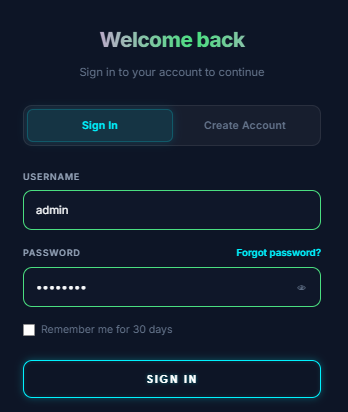 Welcome back
Sign in to your account to continue
Sign In
Create Account
USERNAME
admin
PASSWORD
Forgot password?
••••••••
Remember me for 30 days
SIGN IN